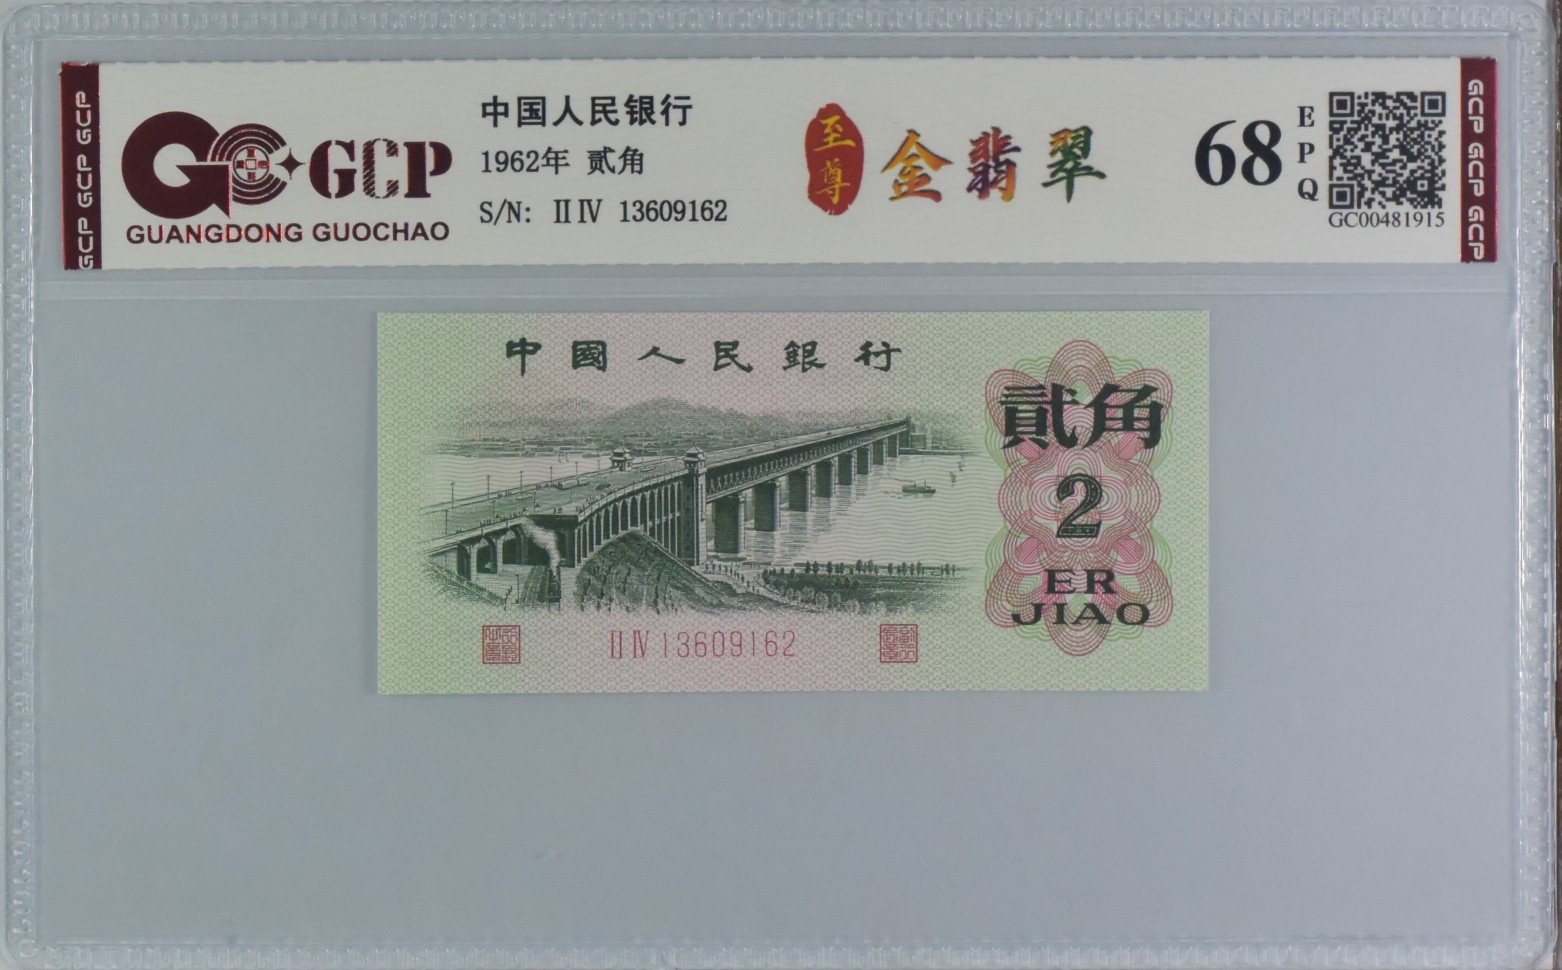 GCP GCP GCP
GCP
GUANGDONG GUOCHAO
中国人民银行
1962年 贰角
S/N: ⅡⅣ 13609162
至尊
金翡翠
68
EPQ
GC00481915
GCP GCP GCP
中國人民銀行
貳角
2
ER
JIAO
ⅡⅣ13609162